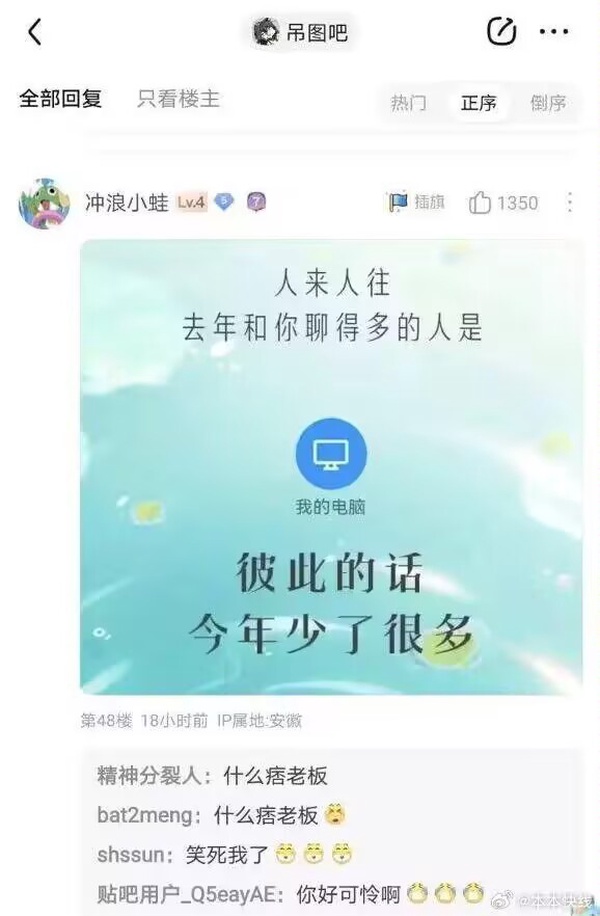 吊图吧
全部回复 只看楼主 热门 正序 倒序
冲浪小蛙 Lv.4 5 7 插旗 1350
人来人往
去年和你聊得多的人是
我的电脑
彼此的话
今年少了很多
第48楼 18小时前 IP属地:安徽
精神分裂人：什么痞老板
bat2meng：什么痞老板
shssun：笑死我了
贴吧用户_Q5eayAE：你好可怜啊